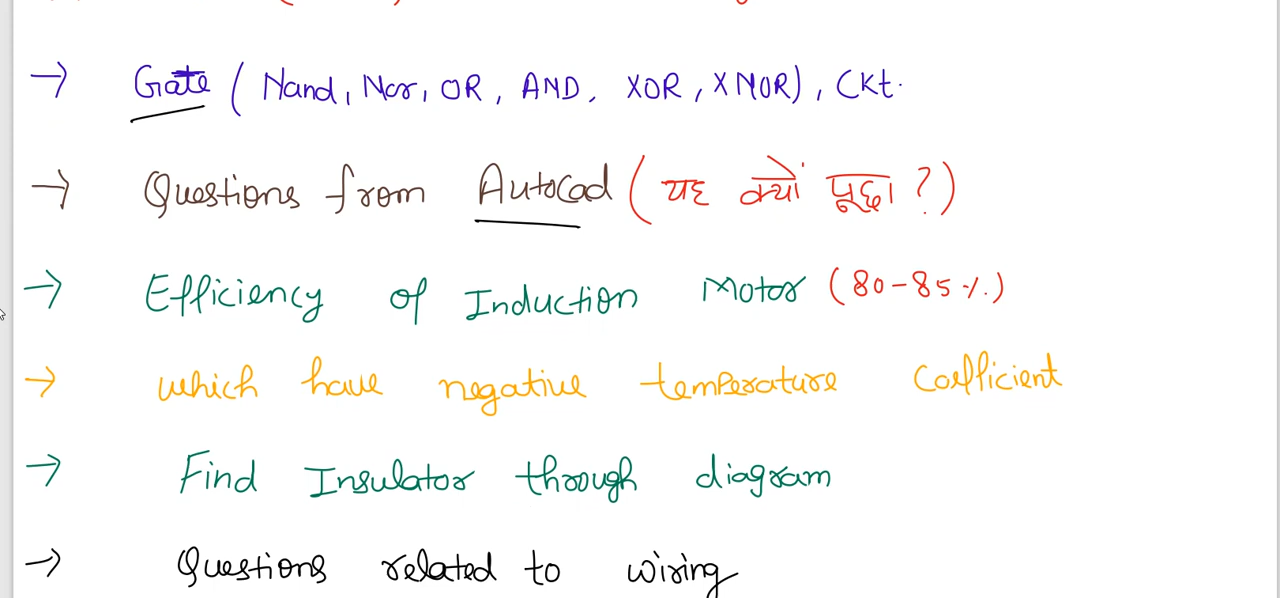 → Gate ( Nand, Nor, OR, AND, XOR, XNOR), Ckt.
→ Questions from AutoCad (यह क्यों पूछा ?)
→ Efficiency of Induction Motor (80-85%)
→ which have negative temperature coefficient
→ Find Insulator through diagram
→ Questions related to wiring